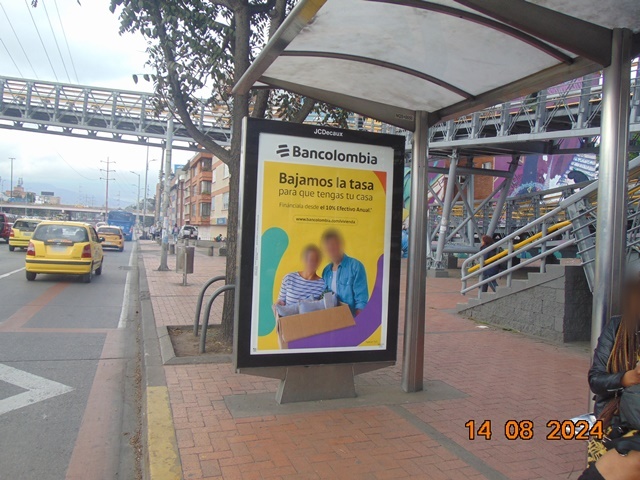 JCDecaux
Bancolombia
Bajamos la tasa
para que tengas tu casa
Financiala desde el 10% Efectivo Anual*
14 08 2024